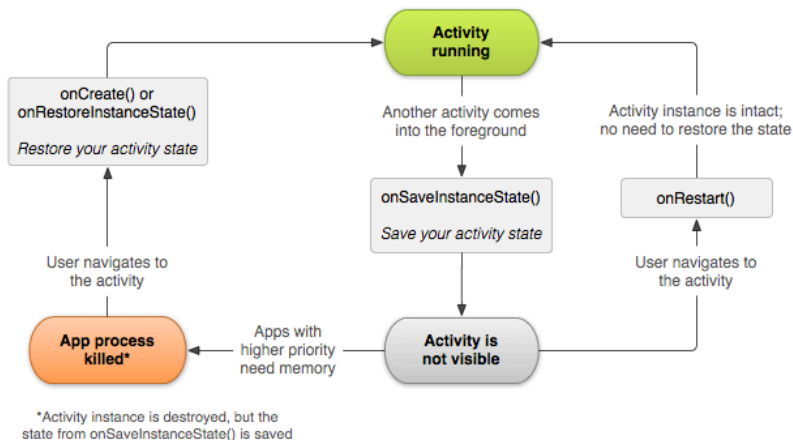 Activity
running
onCreate() or
onRestoreInstanceState()
Restore your activity state
Another activity comes
into the foreground
Activity instance is intact;
no need to restore the state
onSaveInstanceState()
Save your activity state
onRestart()
User navigates to
the activity
User navigates to
the activity
App process
killed*
Apps with
higher priority
need memory
Activity is
not visible
*Activity instance is destroyed, but the
state from onSaveInstanceState() is saved